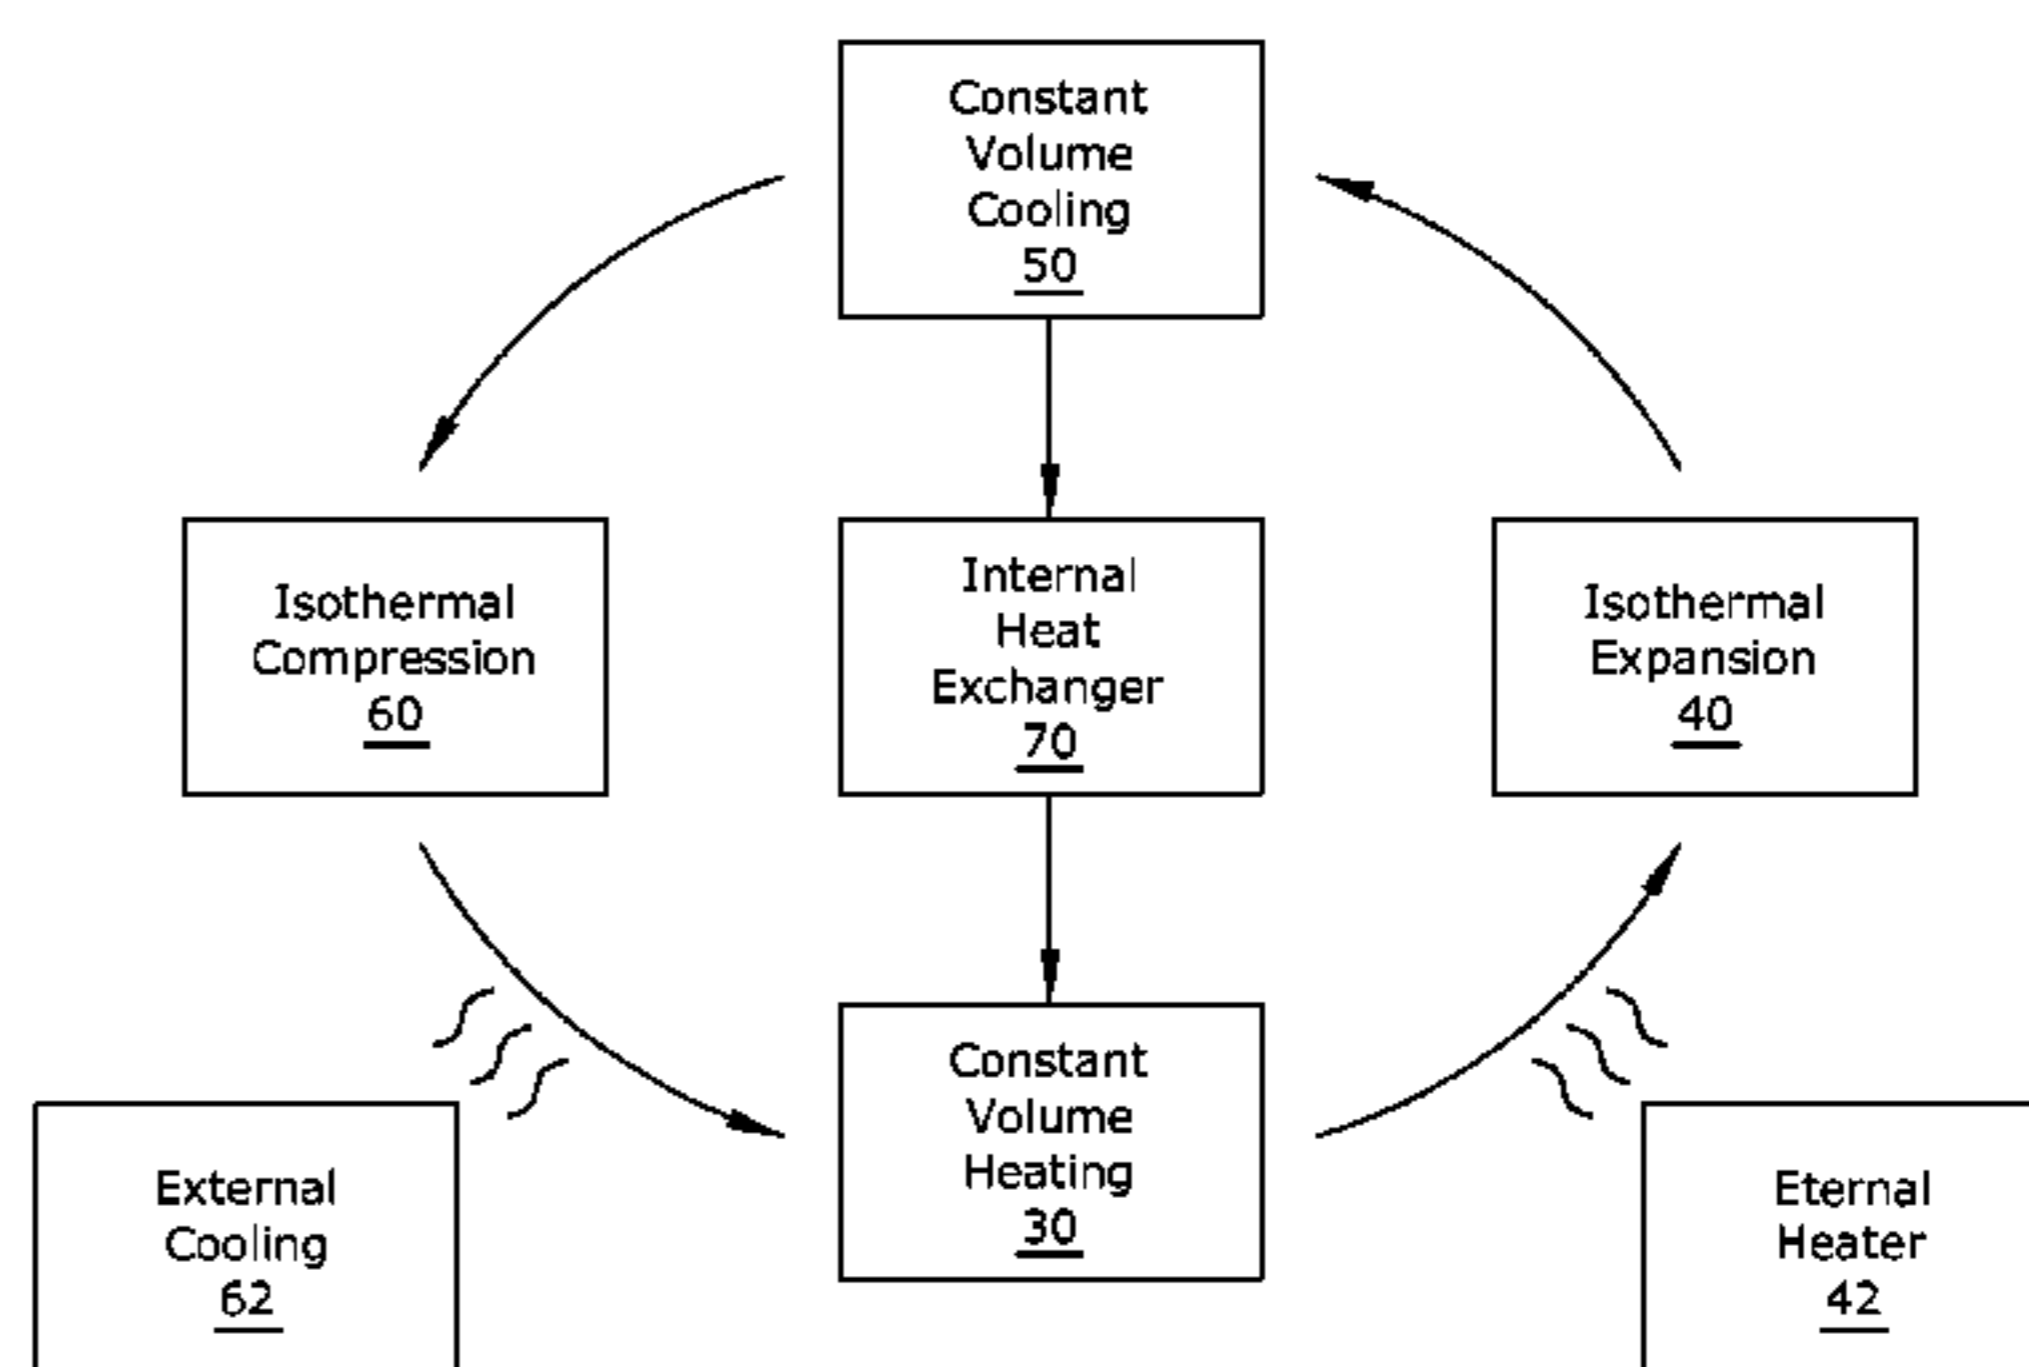 Constant
Volume
Cooling
50
Isothermal
Compression
60
Internal
Heat
Exchanger
70
Isothermal
Expansion
40
Constant
Volume
Heating
30
External
Cooling
62
Eternal
Heater
42